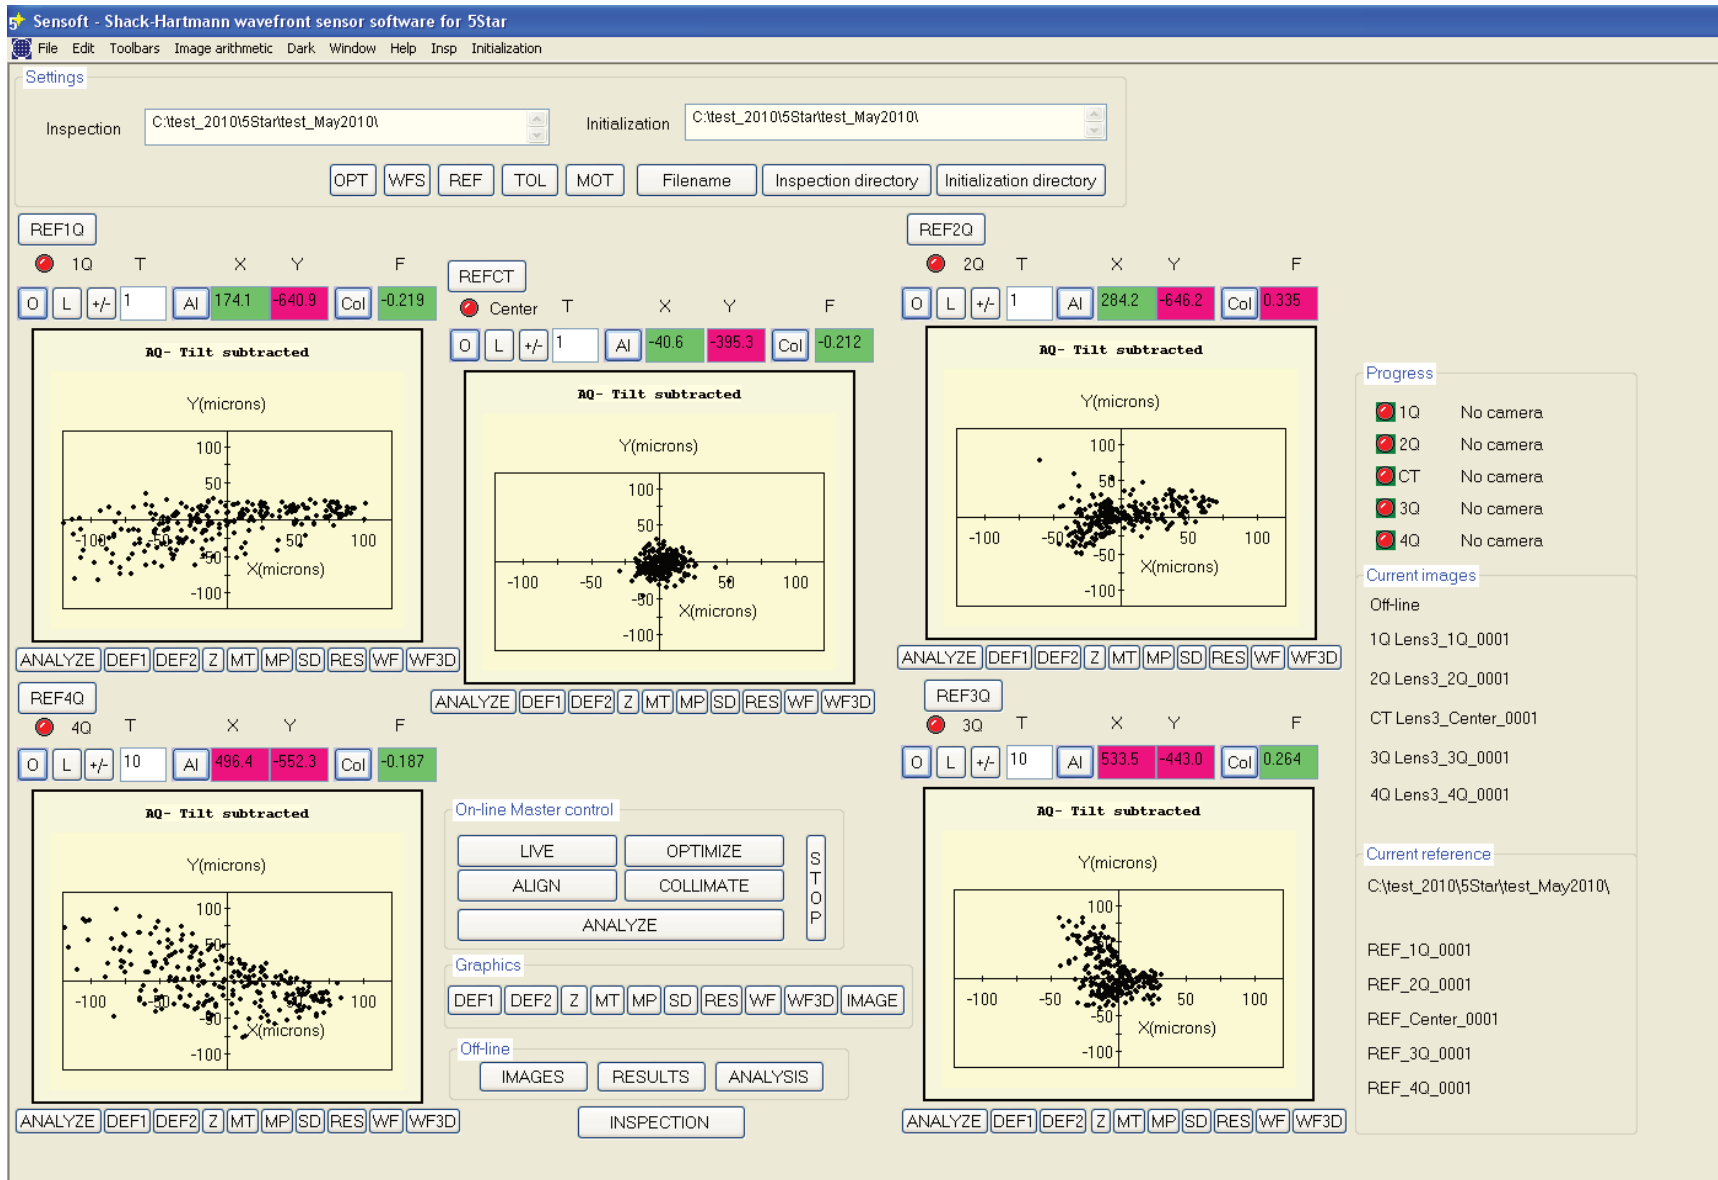 Sensoft - Shack-Hartmann wavefront sensor software for 5Star
File Edit Toolbars Image arithmetic Dark Window Help Insp Initialization
Settings
Inspection C:\test_2010\5Star\test_May2010\ Initialization C:\test_2010\5Star\test_May2010\
OPT WFS REF TOL MOT Filename Inspection directory Initialization directory
REF1Q
1Q T X Y F
O L +/- 1 Al 174.1 -640.9 Col -0.219
AQ- Tilt subtracted
Y(microns)
100
50
-100 -50 50 100
-50
X(microns)
-100
ANALYZE DEF1 DEF2 Z MT MP SD RES WF WF3D
REFCT
Center T X Y F
O L +/- 1 Al -40.6 -395.3 Col -0.212
AQ- Tilt subtracted
Y(microns)
100
50
-100 -50 50 100
-50
X(microns)
-100
ANALYZE DEF1 DEF2 Z MT MP SD RES WF WF3D
REF2Q
2Q T X Y F
O L +/- 1 Al 284.2 -646.2 Col 0.335
AQ- Tilt subtracted
Y(microns)
100
50
-100 -50 50 100
-50
X(microns)
-100
ANALYZE DEF1 DEF2 Z MT MP SD RES WF WF3D
REF4Q
4Q T X Y F
O L +/- 10 Al 496.4 -552.3 Col -0.187
AQ- Tilt subtracted
Y(microns)
100
50
-100 -50 50 100
-50
X(microns)
-100
ANALYZE DEF1 DEF2 Z MT MP SD RES WF WF3D
On-line Master control
LIVE OPTIMIZE
ALIGN COLLIMATE
ANALYZE
STOP
Graphics
DEF1 DEF2 Z MT MP SD RES WF WF3D IMAGE
Off-line
IMAGES RESULTS ANALYSIS
INSPECTION
REF3Q
3Q T X Y F
O L +/- 10 Al 533.5 -443.0 Col 0.264
AQ- Tilt subtracted
Y(microns)
100
50
-100 -50 50 100
-50
X(microns)
-100
ANALYZE DEF1 DEF2 Z MT MP SD RES WF WF3D
Progress
1Q No camera
2Q No camera
CT No camera
3Q No camera
4Q No camera
Current images
Off-line
1Q Lens3_1Q_0001
2Q Lens3_2Q_0001
CT Lens3_Center_0001
3Q Lens3_3Q_0001
4Q Lens3_4Q_0001
Current reference
C:\test_2010\5Star\test_May2010\
REF_1Q_0001
REF_2Q_0001
REF_Center_0001
REF_3Q_0001
REF_4Q_0001